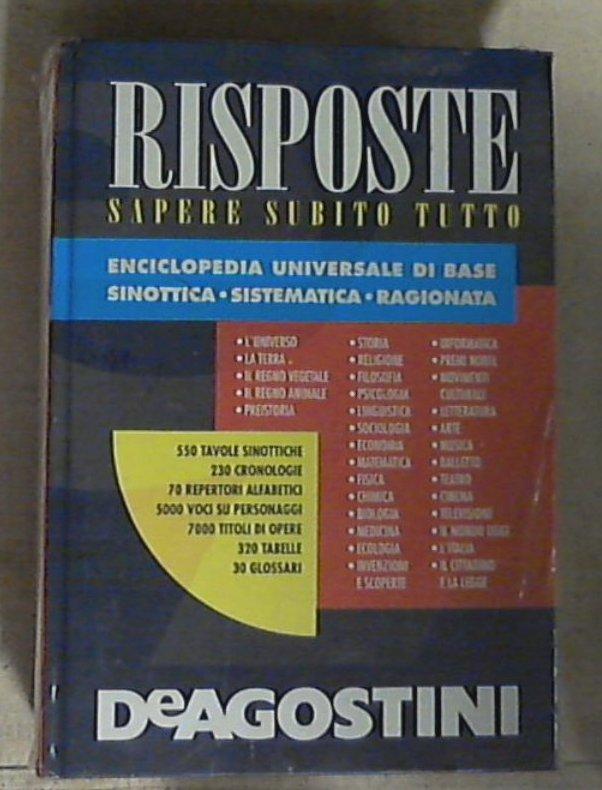 RISPOSTE
SAPERE SUBITO TUTTO
ENCICLOPEDIA UNIVERSALE DI BASE
SINOTTICA • SISTEMATICA • RAGIONATA
• L'UNIVERSO
• LA TERRA
• IL REGNO VEGETALE
• IL REGNO ANIMALE
• PREISTORIA
• STORIA
• RELIGIONE
• FILOSOFIA
• PSICOLOGIA
• LINGUISTICA
• SOCIOLOGIA
• ECONOMIA
• MATEMATICA
• FISICA
• CHIMICA
• BIOLOGIA
• MEDICINA
• ECOLOGIA
• INVENZIONI
E SCOPERTE
• INFORMATICA
• PREMI NOBEL
• MOVIMENTI
CULTURALI
• LETTERATURA
• ARTE
• MUSICA
• BALLETTO
• TEATRO
• CINEMA
• TELEVISIONE
• IL MONDO OGGI
• L'ITALIA
• IL CITTADINO
E LA LEGGE
550 TAVOLE SINOTTICHE
230 CRONOLOGIE
70 REPERTORI ALFABETICI
5000 VOCI SU PERSONAGGI
7000 TITOLI DI OPERE
320 TABELLE
30 GLOSSARI
DeAGOSTINI